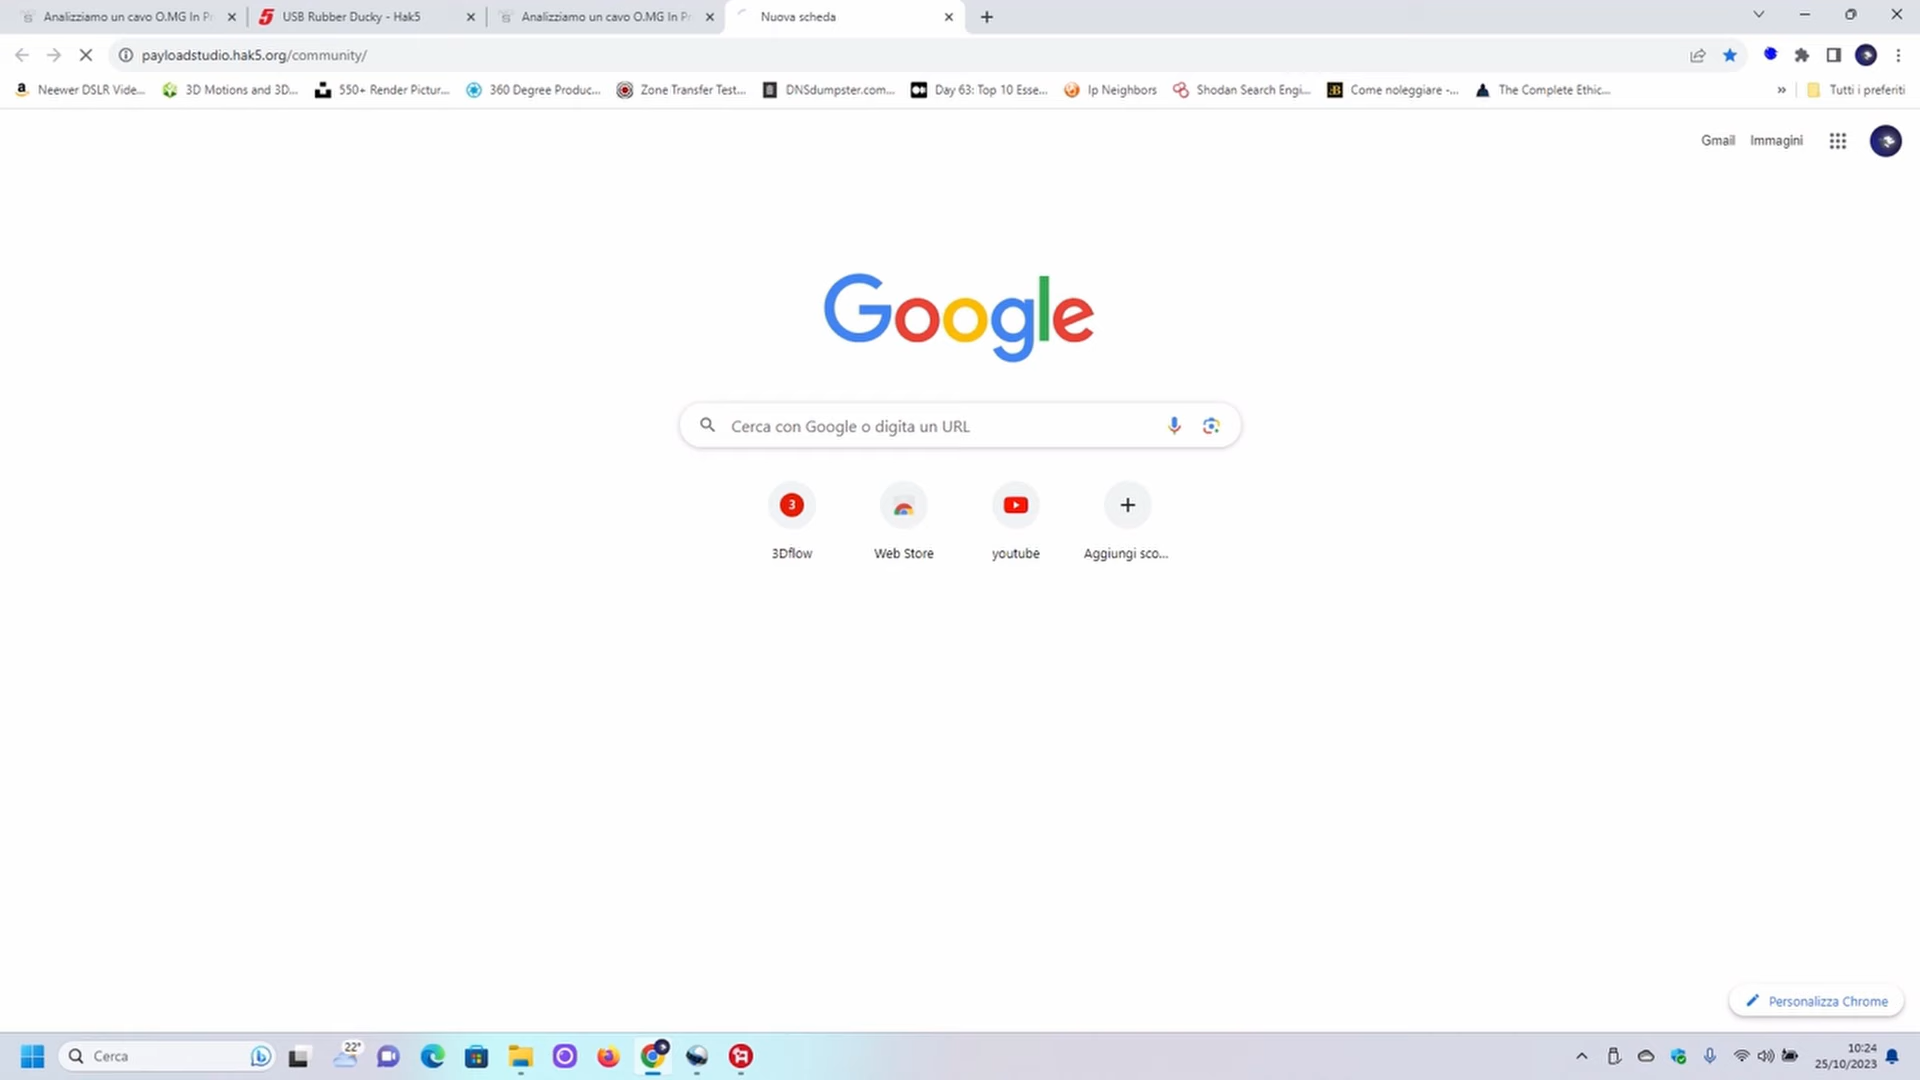 Analizziamo un cavo O.MG In Pr
USB Rubber Ducky - Hak5
Analizziamo un cavo O.MG In Pr
Nuova scheda
payloadstudio.hak5.org/community/
Neewer DSLR Vide...
3D Motions and 3D...
550+ Render Pictur...
360 Degree Produc...
Zone Transfer Test...
DNSdumpster.com...
Day 63: Top 10 Esse...
Ip Neighbors
Shodan Search Engi...
Come noleggiare -...
The Complete Ethic...
»
Tutti i preferiti
Gmail
Immagini
Google
Cerca con Google o digita un URL
3
3Dflow
Web Store
youtube
Aggiungi sco...
Personalizza Chrome
Cerca
22°
10:24
25/10/2023